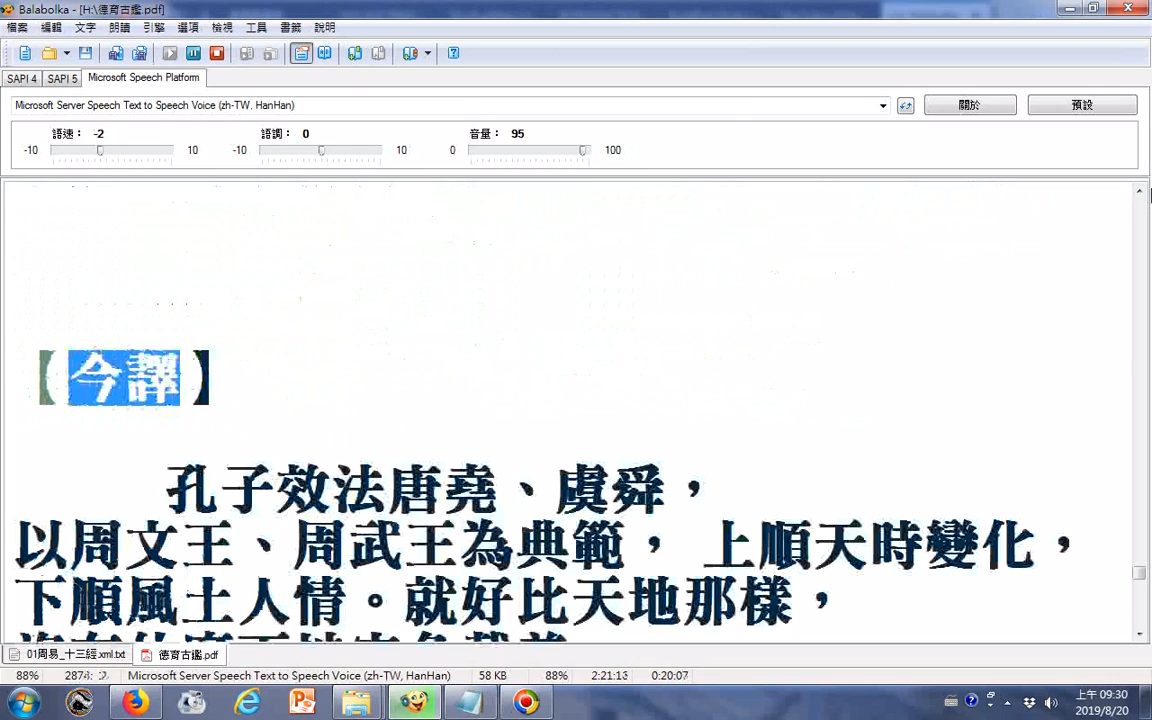 Balabolka - [H:\德育古鑑.pdf]
檔案 編輯 文字 朗讀 引擎 選項 檢視 工具 書籤 說明
SAPI 4 SAPI 5 Microsoft Speech Platform
Microsoft Server Speech Text to Speech Voice (zh-TW, HanHan)
關於 預設
語速： -2 語調： 0 音量： 95
-10 10 -10 10 0 100
【(今譯)】
孔子效法唐堯、虞舜，
以周文王、周武王為典範， 上順天時變化，
下順風土人情。就好比天地那樣，
01周易_十三經.xml.txt 德育古鑑.pdf
88% Microsoft Server Speech Text to Speech Voice (zh-TW, HanHan) 58 KB 88% 2:21:13 0:20:07
上午 09:30
2019/8/20